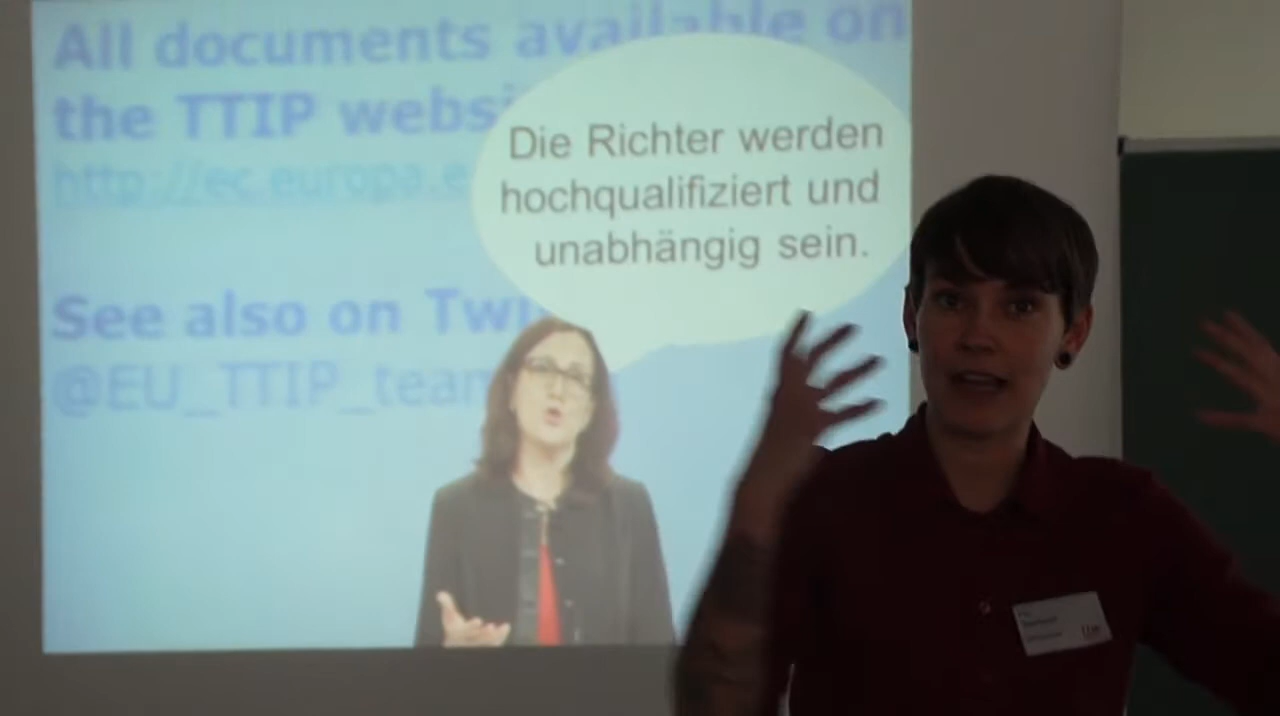 All documents available on
the TTIP websi
http://ec.europa.e
Die Richter werden
hochqualifiziert und
unabhängig sein.
See also on Twi
@EU_TTIP_team